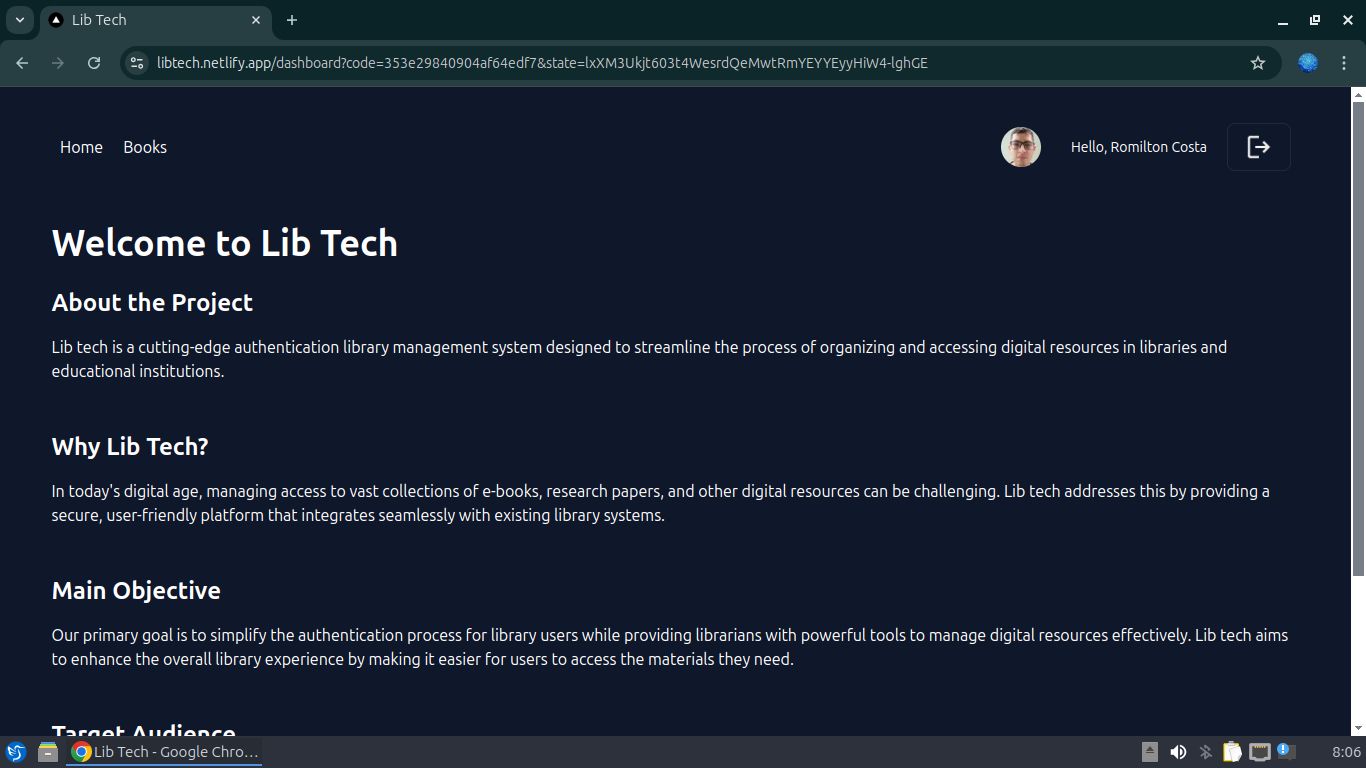 Lib Tech
libtech.netlify.app/dashboard?code=353e29840904af64edf7&state=lxXM3Ukjt603t4WesrdQeMwtRmYEYYEyyHiW4-lghGE
Home Books Hello, Romilton Costa
Welcome to Lib Tech
About the Project
Lib tech is a cutting-edge authentication library management system designed to streamline the process of organizing and accessing digital resources in libraries and
educational institutions.
Why Lib Tech?
In today's digital age, managing access to vast collections of e-books, research papers, and other digital resources can be challenging. Lib tech addresses this by providing a
secure, user-friendly platform that integrates seamlessly with existing library systems.
Main Objective
Our primary goal is to simplify the authentication process for library users while providing librarians with powerful tools to manage digital resources effectively. Lib tech aims
to enhance the overall library experience by making it easier for users to access the materials they need.
Target Audience
Lib Tech - Google Chro... 8:06